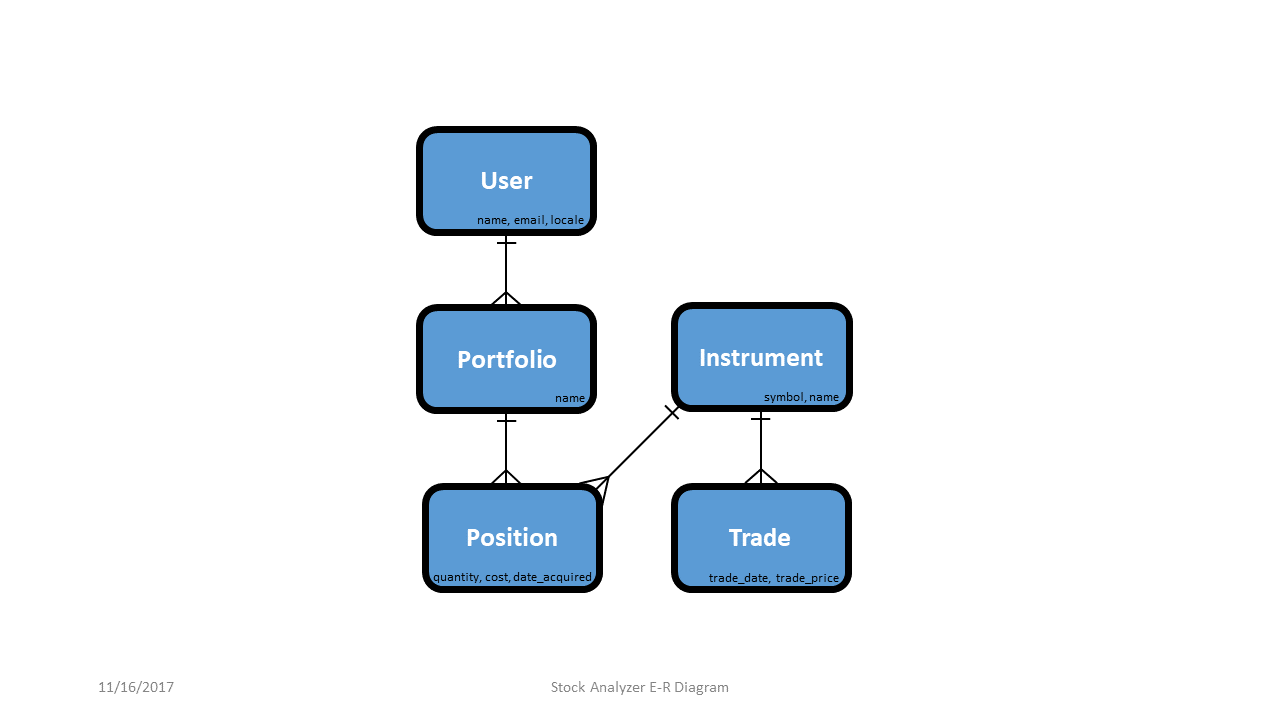 User
name, email, locale
Portfolio
name
Instrument
symbol, name
Position
quantity, cost, date_acquired
Trade
trade_date, trade_price
11/16/2017
Stock Analyzer E-R Diagram